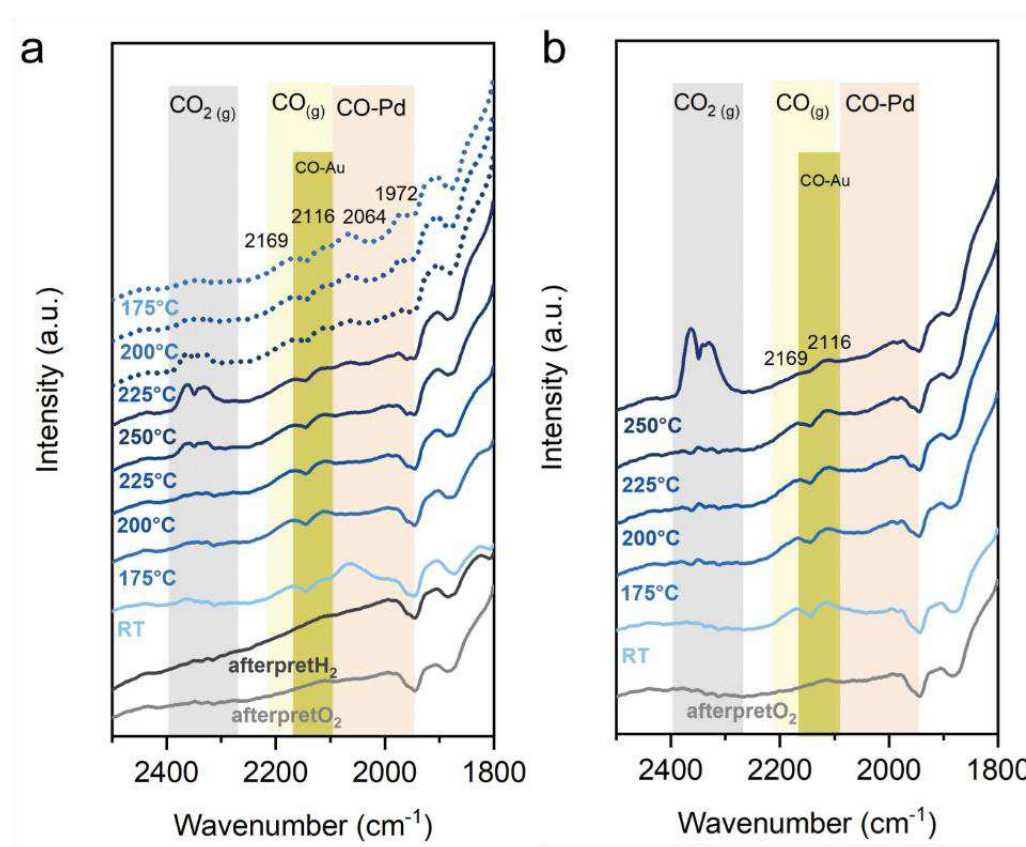 a
CO₂ (g)
CO(g)
CO-Pd
CO-Au
1972
2116
2064
2169
175°C
200°C
225°C
250°C
225°C
200°C
175°C
RT
afterpretH₂
afterpretO₂
Intensity (a.u.)
2400 2200 2000 1800
Wavenumber (cm⁻¹)
b
CO₂ (g)
CO(g)
CO-Pd
CO-Au
2116
2169
250°C
225°C
200°C
175°C
RT
afterpretO₂
Intensity (a.u.)
2400 2200 2000 1800
Wavenumber (cm⁻¹)